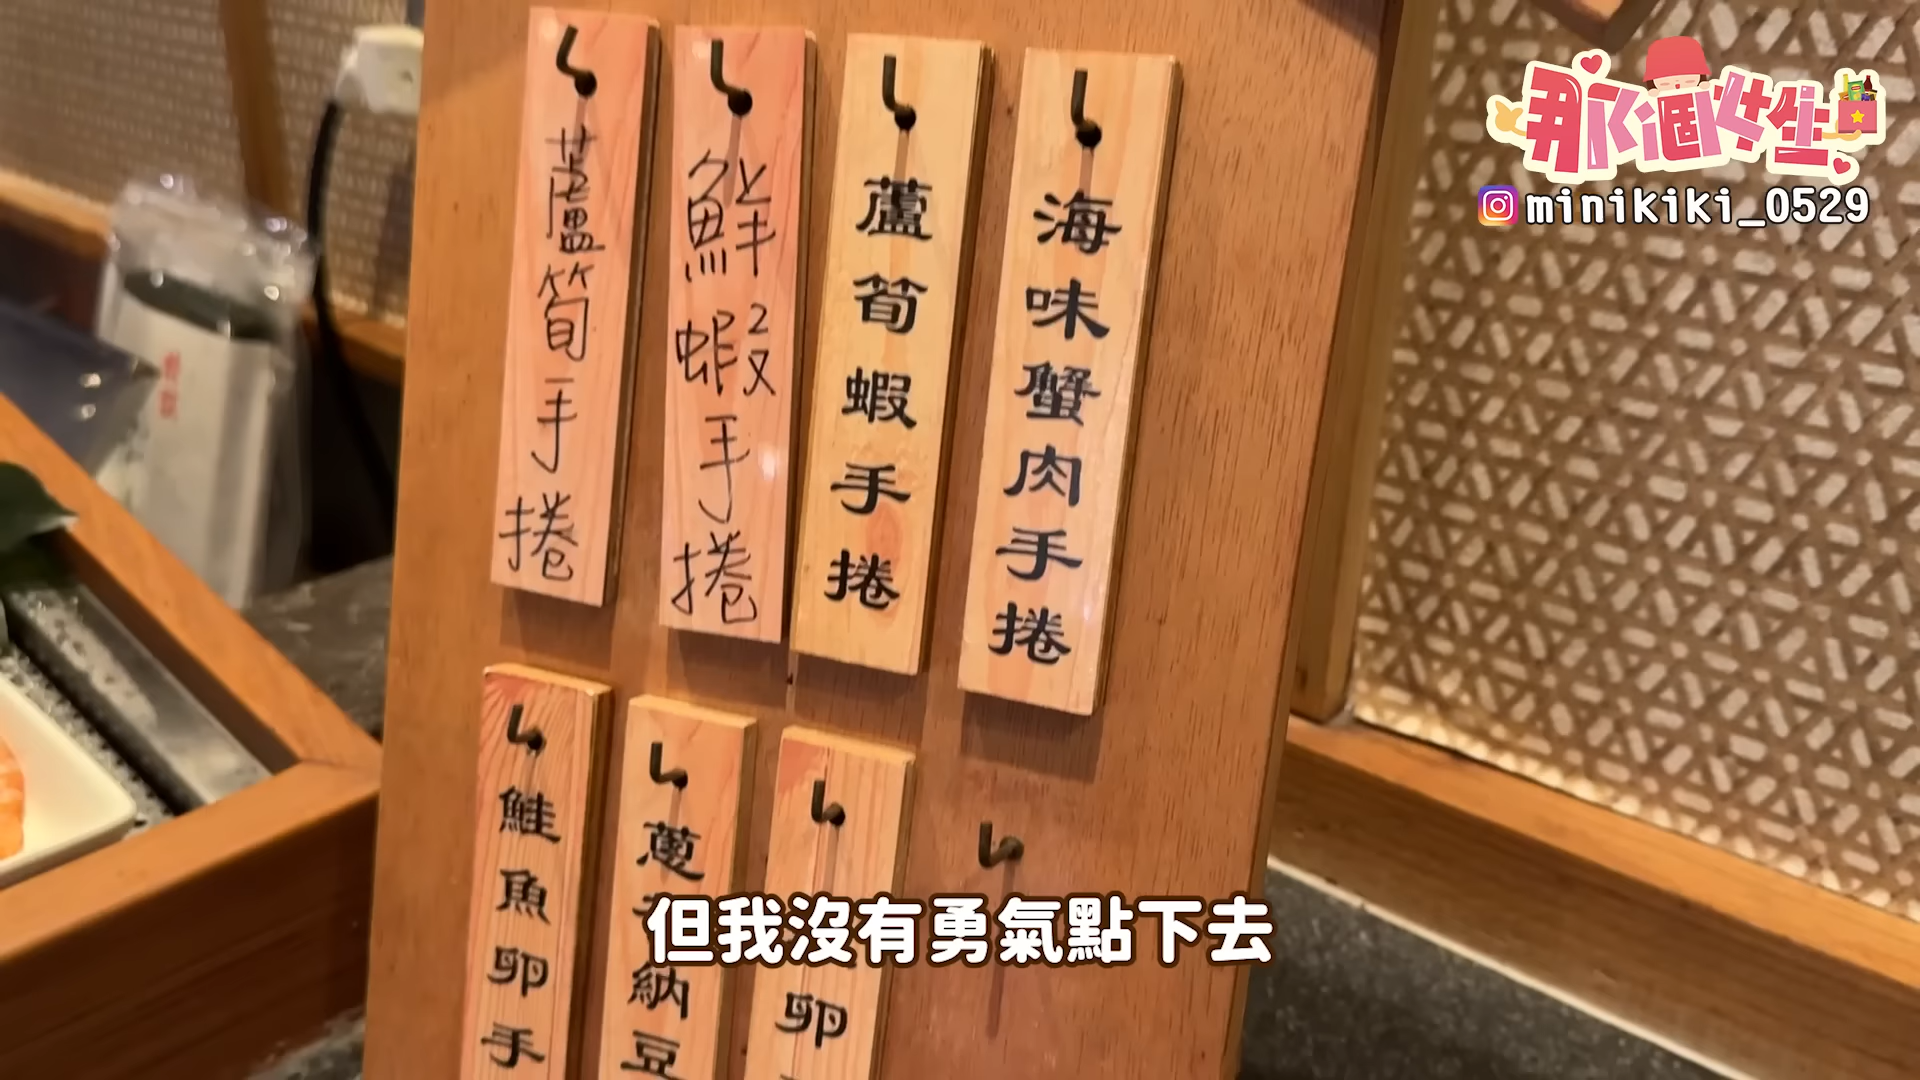 那個女生
minikiki_0529
蘆筍手捲
鮮蝦手捲
蘆筍蝦手捲
海味蟹肉手捲
鮭魚卵手
蔥
納豆
卵
但我沒有勇氣點下去